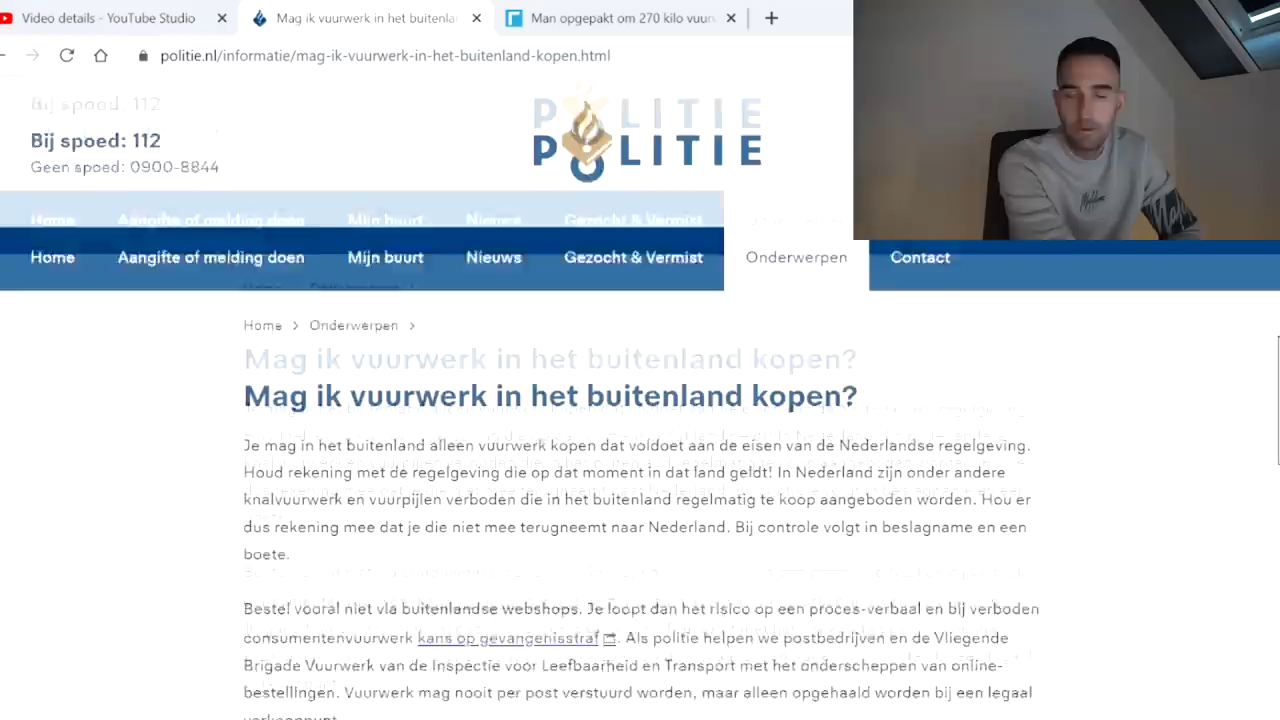 Video details - YouTube Studio
Mag ik vuurwerk in het buitenla
Man opgepakt om 270 kilo vuurw
politie.nl/informatie/mag-ik-vuurwerk-in-het-buitenland-kopen.html
Bij spoed: 112
Bij spoed: 112
Geen spoed: 0900-8844
POLITIE
POLITIE
Home Aangifte of melding doen Mijn buurt Nieuws Gezocht & Vermist
Home Aangifte of melding doen Mijn buurt Nieuws Gezocht & Vermist Onderwerpen Contact
Home > Onderwerpen >
Mag ik vuurwerk in het buitenland kopen?
Mag ik vuurwerk in het buitenland kopen?
Je mag in het buitenland alleen vuurwerk kopen dat voldoet aan de eisen van de Nederlandse regelgeving.
Houd rekening met de regelgeving die op dat moment in dat land geldt! In Nederland zijn onder andere
knalvuurwerk en vuurpijlen verboden die in het buitenland regelmatig te koop aangeboden worden. Hou er
dus rekening mee dat je die niet mee terugneemt naar Nederland. Bij controle volgt in beslagname en een
boete.
Bestel vooral niet via buitenlandse webshops. Je loopt dan het risico op een proces-verbaal en bij verboden
consumentenvuurwerk kans op gevangenisstraf. Als politie helpen we postbedrijven en de Vliegende
Brigade Vuurwerk van de Inspectie voor Leefbaarheid en Transport met het onderscheppen van online-
bestellingen. Vuurwerk mag nooit per post verstuurd worden, maar alleen opgehaald worden bij een legaal
verkooppunt.